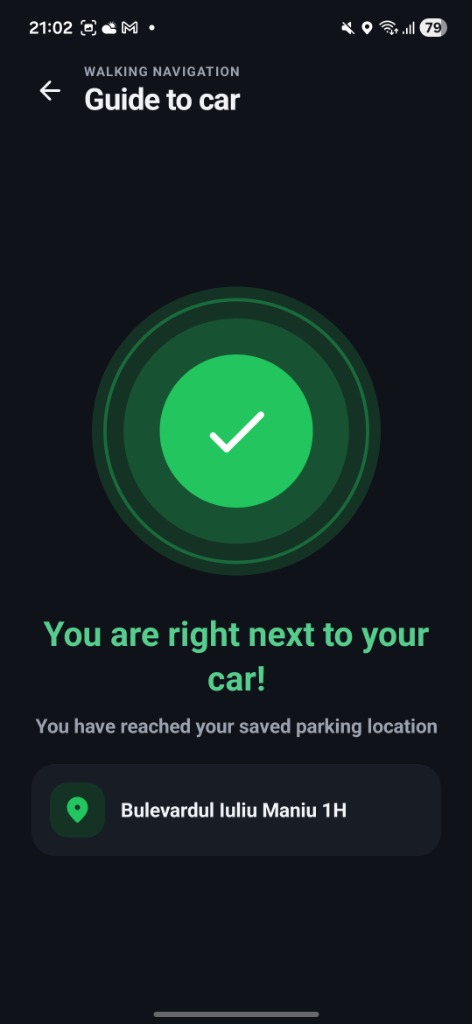 21:02
79
WALKING NAVIGATION
Guide to car
You are right next to your
car!
You have reached your saved parking location
Bulevardul Iuliu Maniu 1H